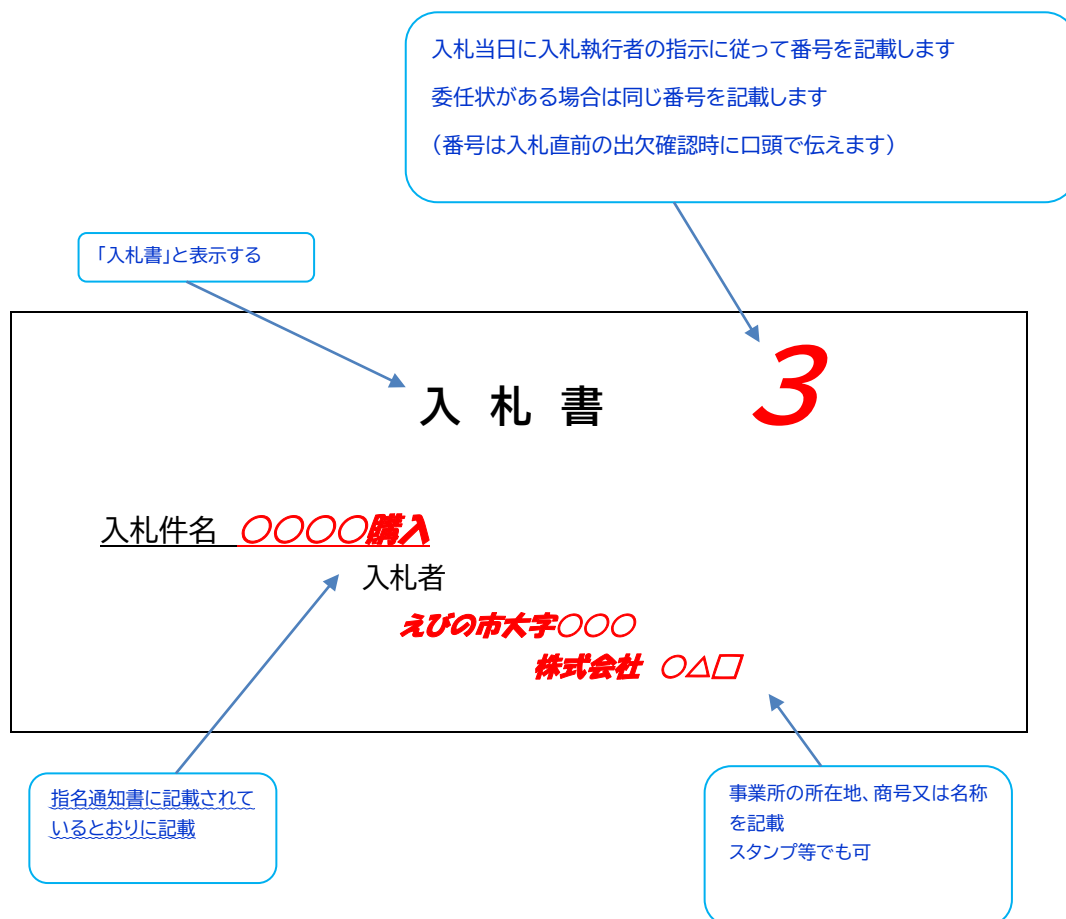 入札当日に入札執行者の指示に従って番号を記載します
委任状がある場合は同じ番号を記載します
（番号は入札直前の出欠確認時に口頭で伝えます）
「入札書」と表示する
入 札 書 3
入札件名 ○○○○購入
入札者
えびの市大字○○○
株式会社 ○△□
指名通知書に記載されて
いるとおりに記載
事業所の所在地、商号又は名称
を記載
スタンプ等でも可